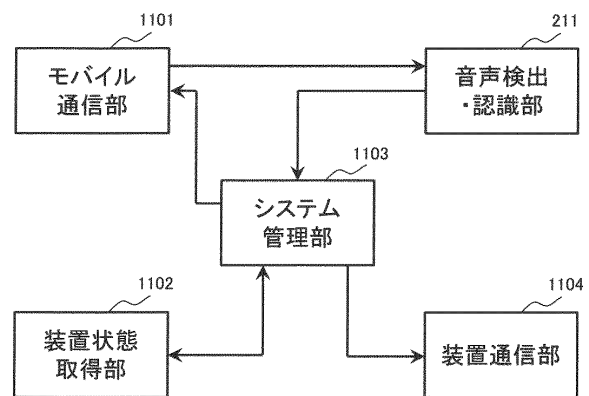 1101
モバイル
通信部
211
音声検出
・認識部
1103
システム
管理部
1102
装置状態
取得部
1104
装置通信部